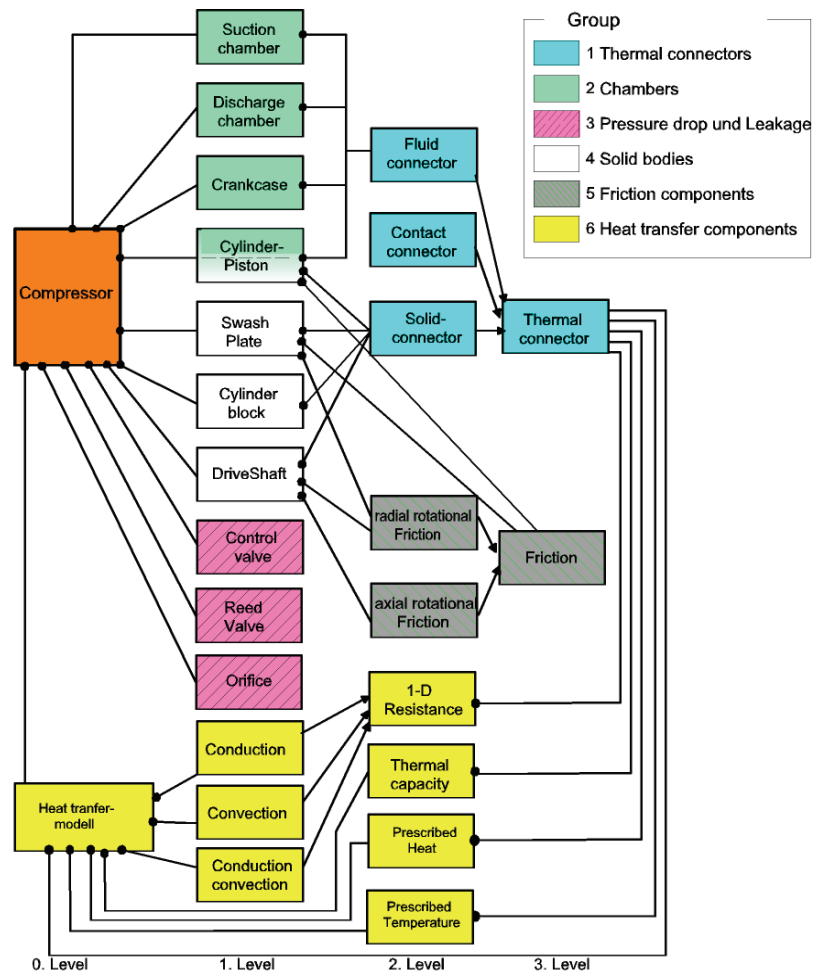 Group
1 Thermal connectors
2 Chambers
3 Pressure drop und Leakage
4 Solid bodies
5 Friction components
6 Heat transfer components
Suction
chamber
Discharge
chamber
Crankcase
Cylinder-
Piston
Compressor
Swash
Plate
Cylinder
block
DriveShaft
Control
valve
Reed
Valve
Orifice
Conduction
Convection
Conduction
convection
Heat tranfer-
modell
Fluid
connector
Contact
connector
Solid-
connector
Thermal
connector
radial rotational
Friction
axial rotational
Friction
Friction
1-D
Resistance
Thermal
capacity
Prescribed
Heat
Prescribed
Temperature
0. Level
1. Level
2. Level
3. Level